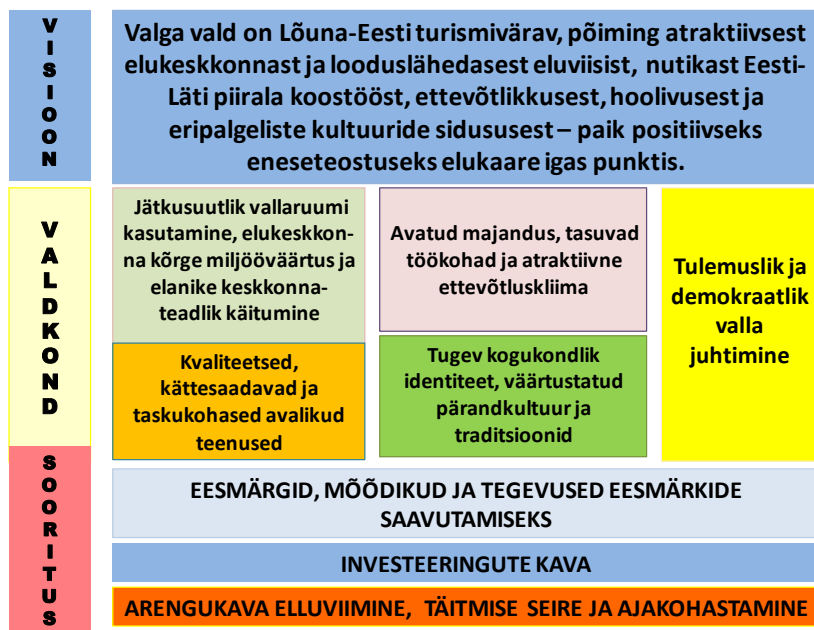 VISIOON
Valga vald on Lõuna-Eesti turismivärav, põiming atraktiivsest
elukeskkonnast ja looduslähedasest eluviisist, nutikast Eesti-
Läti piirala koostööst, ettevõtlikkusest, hoolivusest ja
eripalgeliste kultuuride sidususest – paik positiivseks
eneseteostuseks elukaare igas punktis.
VALDKOND
Jätkusuutlik vallaruumi
kasutamine, elukeskkon-
na kõrge miljööväärtus ja
elanike keskkonna-
teadlik käitumine
Avatud majandus, tasuvad
töökohad ja atraktiivne
ettevõtluskliima
Tulemuslik ja
demokraatlik
valla
juhtimine
Kvaliteetsed,
kättesaadavad ja
taskukohased avalikud
teenused
Tugev kogukondlik
identiteet, väärtustatud
pärandkultuur ja
traditsioonid
SOORITUS
EESMÄRGID, MÕÕDIKUD JA TEGEVUSED EESMÄRKIDE
SAAVUTAMISEKS
INVESTEERINGUTE KAVA
ARENGUKAVA ELLUVIIMINE, TÄITMISE SEIRE JA AJAKOHASTAMINE